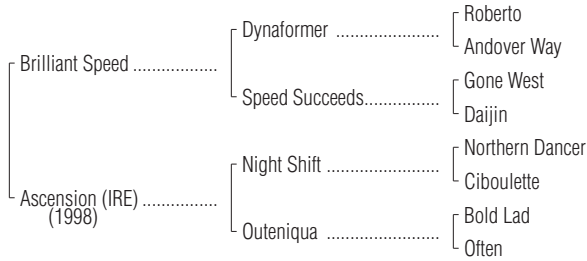 Roberto
Dynaformer ....................
Andover Way
Brilliant Speed .................
Gone West
Speed Succeeds...............
Daijin
Northern Dancer
Night Shift ......................
Ciboulette
Ascension (IRE) ...............
(1998)
Bold Lad
Outeniqua ......................
Often